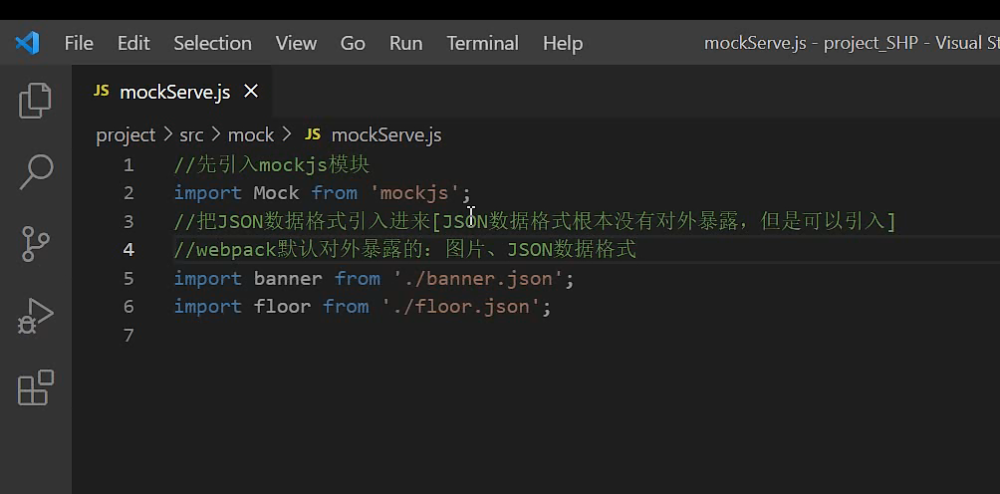 File Edit Selection View Go Run Terminal Help mockServe.js - project_SHP - Visual
JS mockServe.js
project > src > mock > JS mockServe.js
1 //先引入mockjs模块
2 import Mock from 'mockjs';
3 //把JSON数据格式引入进来[JSON数据格式根本没有对外暴露，但是可以引入]
4 //webpack默认对外暴露的：图片、JSON数据格式
5 import banner from './banner.json';
6 import floor from './floor.json';
7